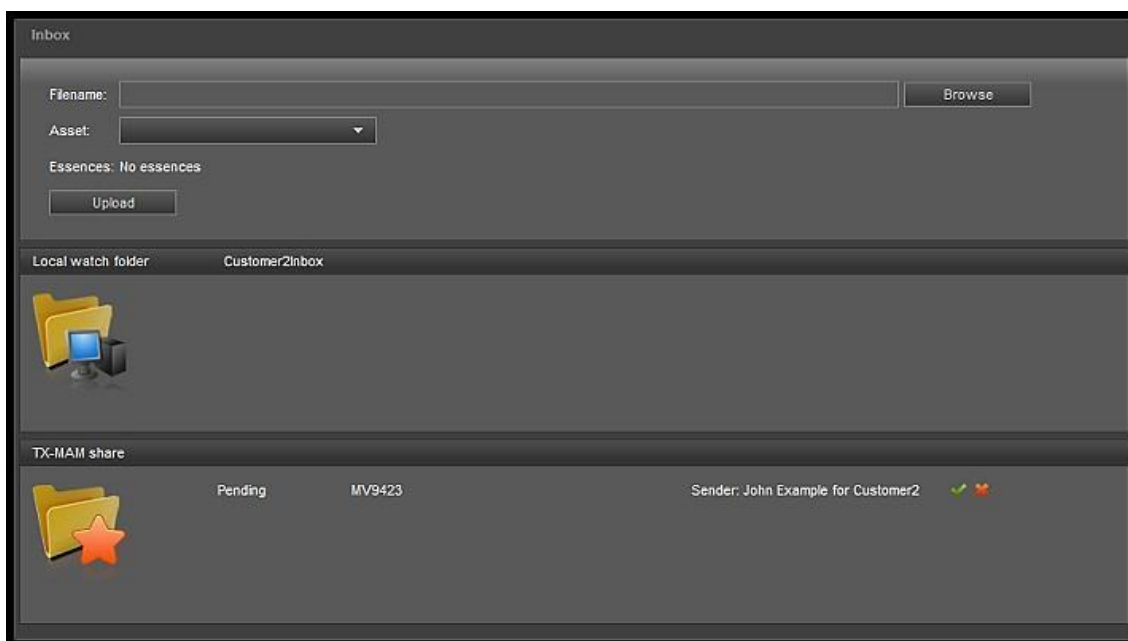 Inbox
Filename: Browse
Asset:
Essences: No essences
Upload
Local watch folder Customer2Inbox
TX-MAM share
Pending MV9423 Sender: John Example for Customer2